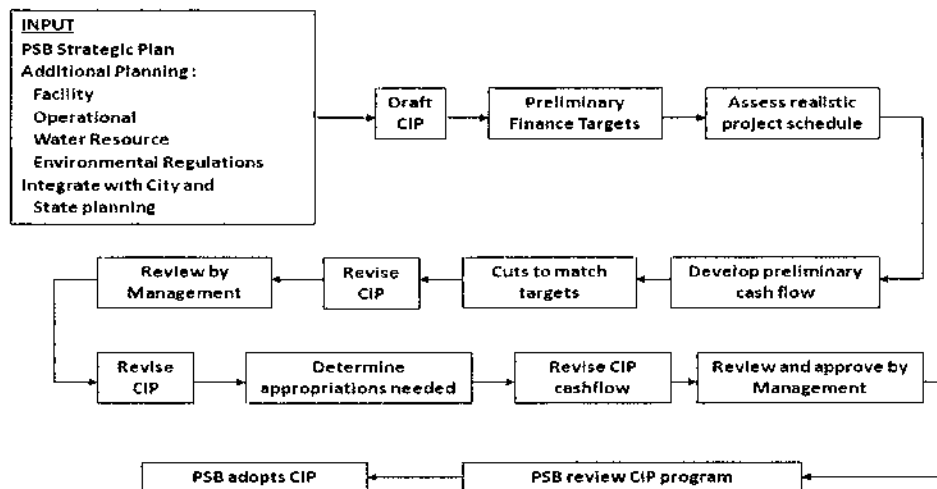 INPUT
PSB Strategic Plan
Additional Planning :
Facility
Operational
Water Resource
Environmental Regulations
Integrate with City and
State planning
Draft
CIP
Preliminary
Finance Targets
Assess realistic
project schedule
Develop preliminary
cash flow
Cuts to match
targets
Revise
CIP
Review by
Management
Revise
CIP
Determine
appropriations needed
Revise CIP
cashflow
Review and approve by
Management
PSB review CIP program
PSB adopts CIP